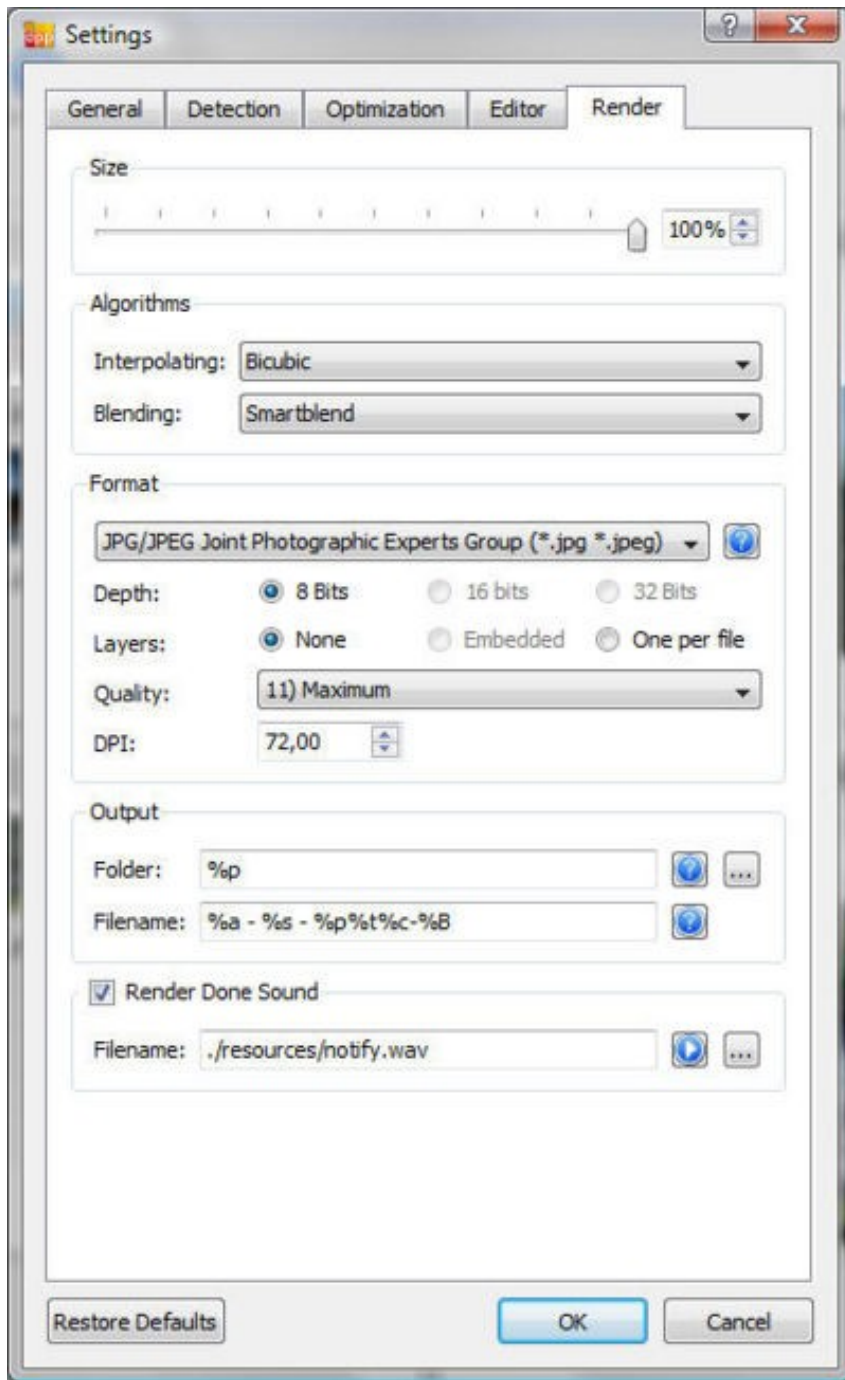 Settings
General Detection Optimization Editor Render
Size
100%
Algorithms
Interpolating: Bicubic
Blending: Smartblend
Format
JPG/JPEG Joint Photographic Experts Group (*.jpg *.jpeg)
Depth: 8 Bits 16 bits 32 Bits
Layers: None Embedded One per file
Quality: 11) Maximum
DPI: 72,00
Output
Folder: %p
Filename: %a - %s - %p%t%c-%B
Render Done Sound
Filename: ./resources/notify.wav
...
Restore Defaults OK Cancel